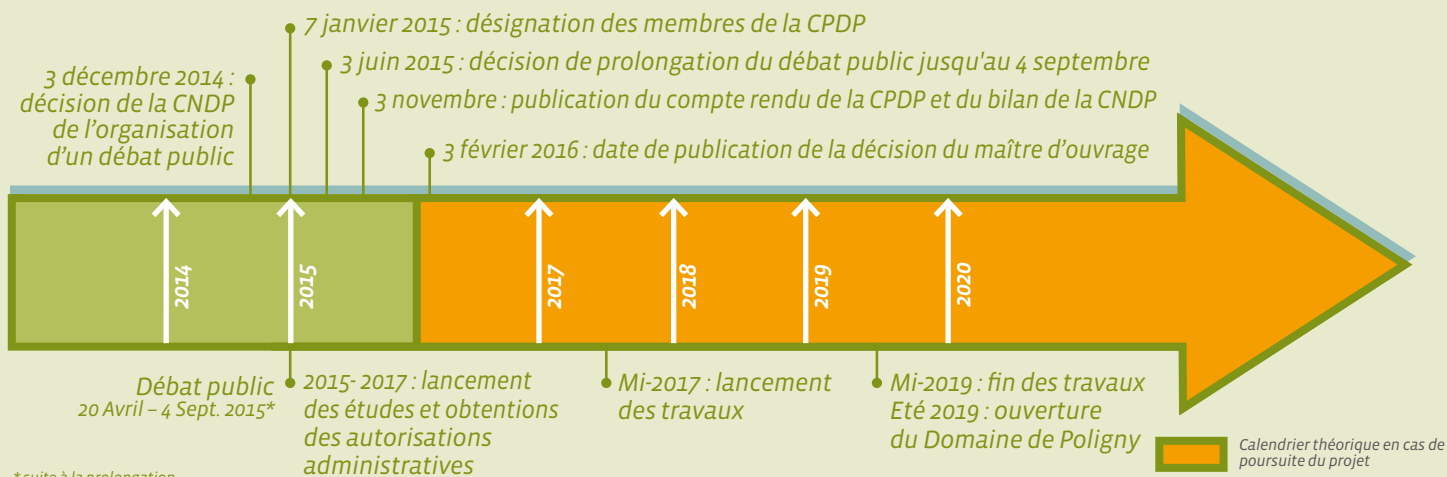 7 janvier 2015 : désignation des membres de la CPDP
3 juin 2015 : décision de prolongation du débat public jusqu'au 4 septembre
3 décembre 2014 :
décision de la CNDP
de l’organisation
d’un débat public
3 novembre : publication du compte rendu de la CPDP et du bilan de la CNDP
3 février 2016 : date de publication de la décision du maître d’ouvrage
2014
2015
2017
2018
2019
2020
Débat public
20 Avril – 4 Sept. 2015*
2015- 2017 : lancement
des études et obtentions
des autorisations
administratives
Mi-2017 : lancement
des travaux
Mi-2019 : fin des travaux
Eté 2019 : ouverture
du Domaine de Poligny
Calendrier théorique en cas de
poursuite du projet
* suite à la prolongation